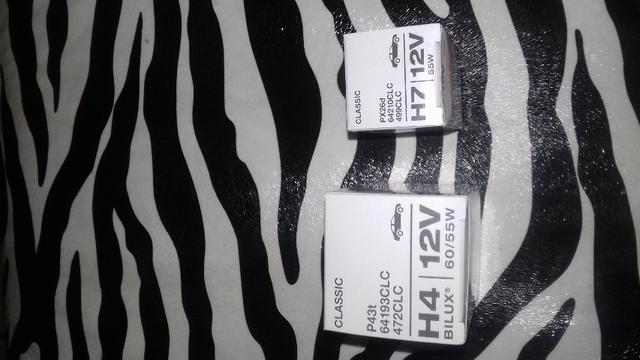 CLASSIC
PX26d
64210CLC
499CLC
H7 12V
55W
CLASSIC
P43t
64193CLC
472CLC
H4 12V
BILUX® 60/55W